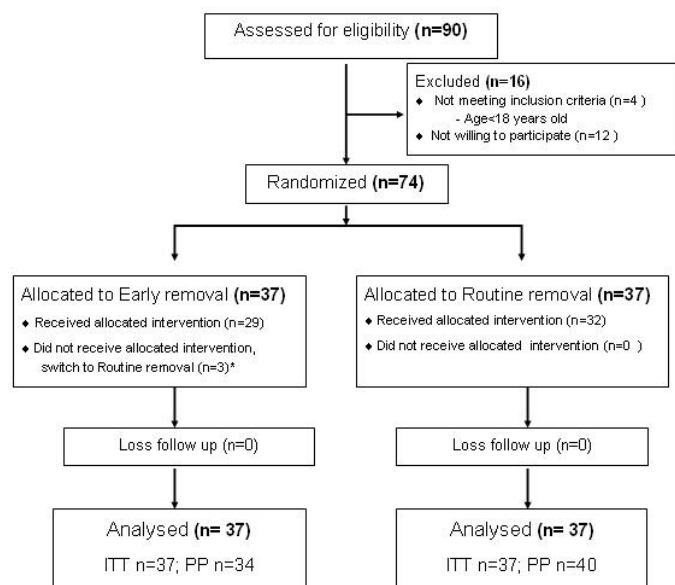 Assessed for eligibility (n=90)
Excluded (n=16)
♦ Not meeting inclusion criteria (n=4 )
- Age<18 years old
♦ Not willing to participate (n=12 )
Randomized (n=74)
Allocated to Early removal (n=37)
♦ Received allocated intervention (n=29)
♦ Did not receive allocated intervention,
switch to Routine removal (n=3)*
Allocated to Routine removal (n=37)
♦ Received allocated intervention (n=32)
♦ Did not receive allocated intervention (n=0 )
Loss follow up (n=0)
Loss follow up (n=0)
Analysed (n= 37)
ITT n=37; PP n=34
Analysed (n= 37)
ITT n=37; PP n=40